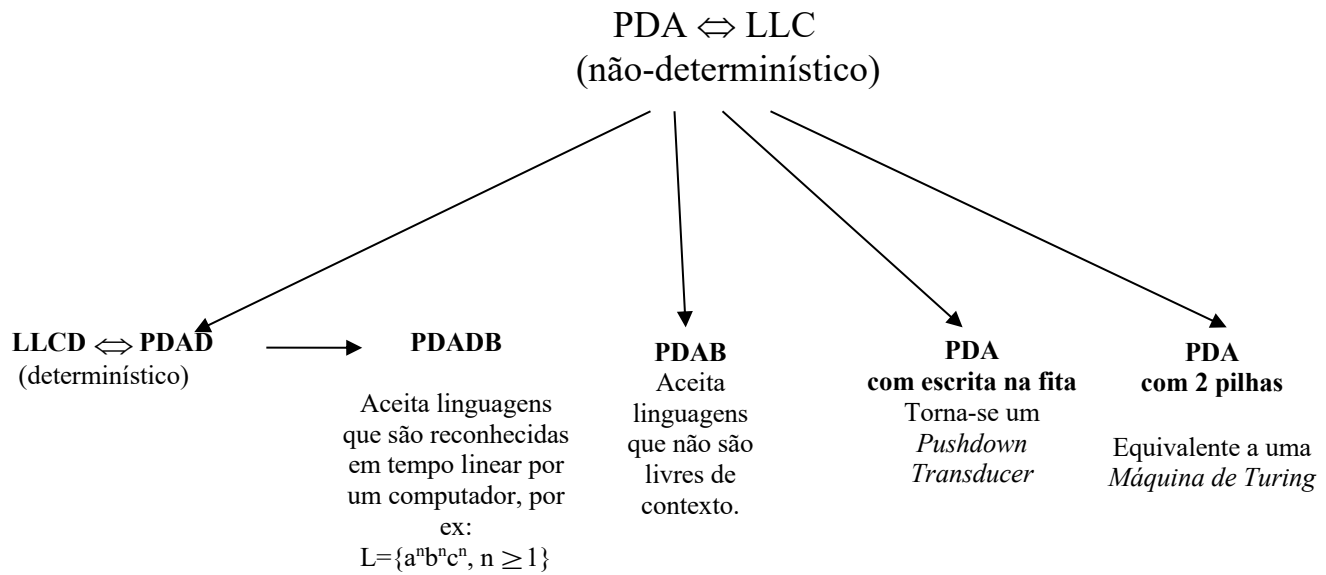 PDA ⇔ LLC
(não-determinístico)
LLCD ⇔ PDAD
(determinístico)
PDADB
Aceita linguagens
que são reconhecidas
em tempo linear por
um computador, por
ex:
L={aⁿbⁿcⁿ, n ≥ 1}
PDAB
Aceita
linguagens
que não são
livres de
contexto.
PDA
com escrita na fita
Torna-se um
Pushdown
Transducer
PDA
com 2 pilhas
Equivalente a uma
Máquina de Turing